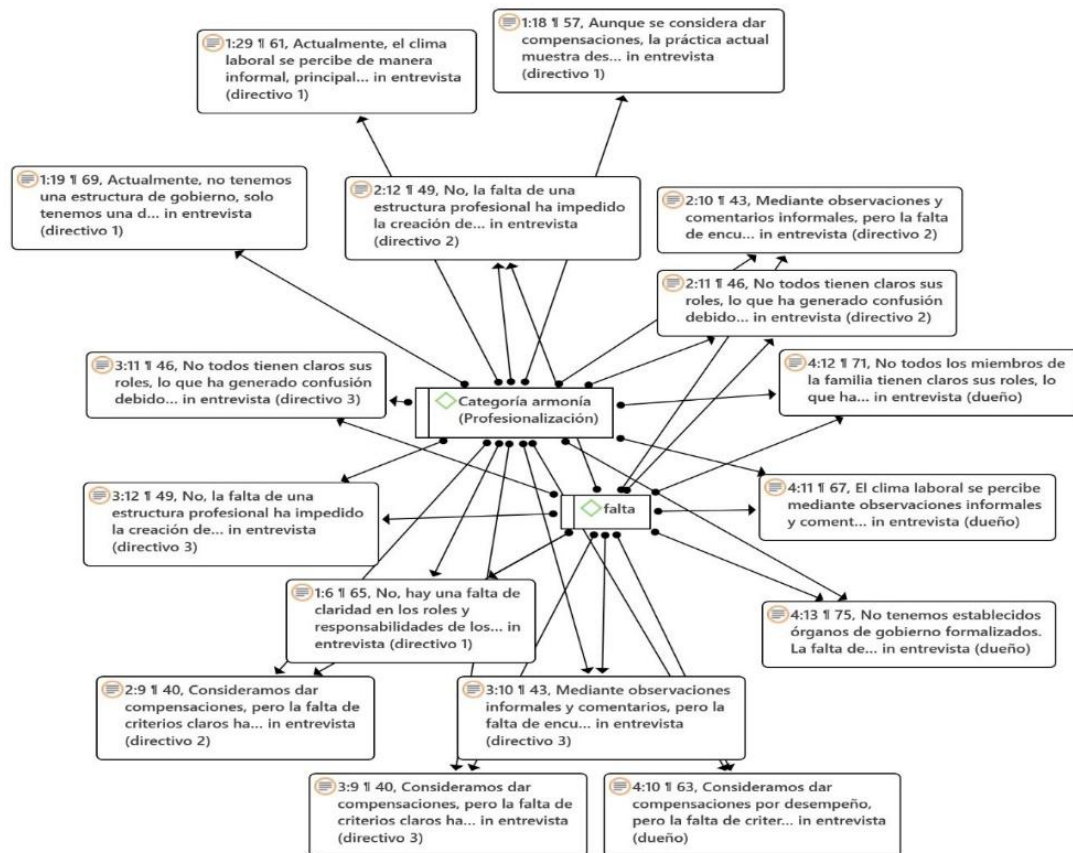 1:18 ¶ 57, Aunque se considera dar
compensaciones, la práctica actual
muestra des... in entrevista
(directivo 1)
1:29 ¶ 61, Actualmente, el clima
laboral se percibe de manera
informal, principal... in entrevista
(directivo 1)
1:19 ¶ 69, Actualmente, no tenemos
una estructura de gobierno, solo
tenemos una d... in entrevista
(directivo 1)
2:12 ¶ 49, No, la falta de una
estructura profesional ha impedido
la creación de... in entrevista
(directivo 2)
2:10 ¶ 43, Mediante observaciones y
comentarios informales, pero la falta
de encu... in entrevista (directivo 2)
2:11 ¶ 46, No todos tienen claros sus
roles, lo que ha generado confusión
debido... in entrevista (directivo 2)
3:11 ¶ 46, No todos tienen claros sus
roles, lo que ha generado confusión
debido... in entrevista (directivo 3)
Categoría armonía
(Profesionalización)
4:12 ¶ 71, No todos los miembros de
la familia tienen claros sus roles, lo
que ha... in entrevista (dueño)
3:12 ¶ 49, No, la falta de una
estructura profesional ha impedido
la creación de... in entrevista
(directivo 3)
falta
4:11 ¶ 67, El clima laboral se percibe
mediante observaciones informales
y coment... in entrevista (dueño)
1:6 ¶ 65, No, hay una falta de
claridad en los roles y
responsabilidades de los... in
entrevista (directivo 1)
4:13 ¶ 75, No tenemos establecidos
órganos de gobierno formalizados.
La falta de... in entrevista (dueño)
2:9 ¶ 40, Consideramos dar
compensaciones, pero la falta de
criterios claros ha... in entrevista
(directivo 2)
3:10 ¶ 43, Mediante observaciones
informales y comentarios, pero la
falta de encu... in entrevista
(directivo 3)
3:9 ¶ 40, Consideramos dar
compensaciones, pero la falta de
criterios claros ha... in entrevista
(directivo 3)
4:10 ¶ 63, Consideramos dar
compensaciones por desempeño,
pero la falta de criter... in entrevista
(dueño)